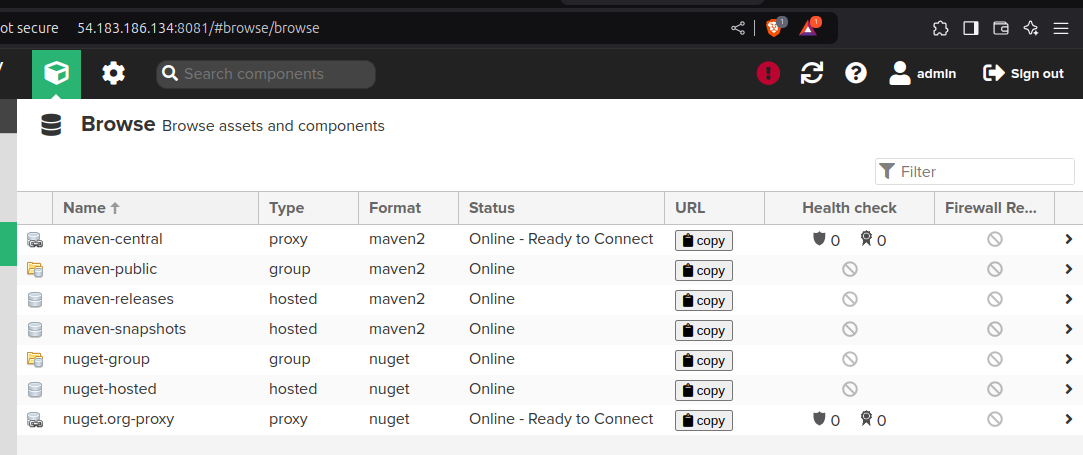 ot secure 54.183.186.134:8081/#browse/browse 1 1
Search components admin Sign out
Browse Browse assets and components
Filter
Name Type Format Status URL Health check Firewall Re...
maven-central proxy maven2 Online - Ready to Connect copy 0 0
maven-public group maven2 Online copy
maven-releases hosted maven2 Online copy
maven-snapshots hosted maven2 Online copy
nuget-group group nuget Online copy
nuget-hosted hosted nuget Online copy
nuget.org-proxy proxy nuget Online - Ready to Connect copy 0 0